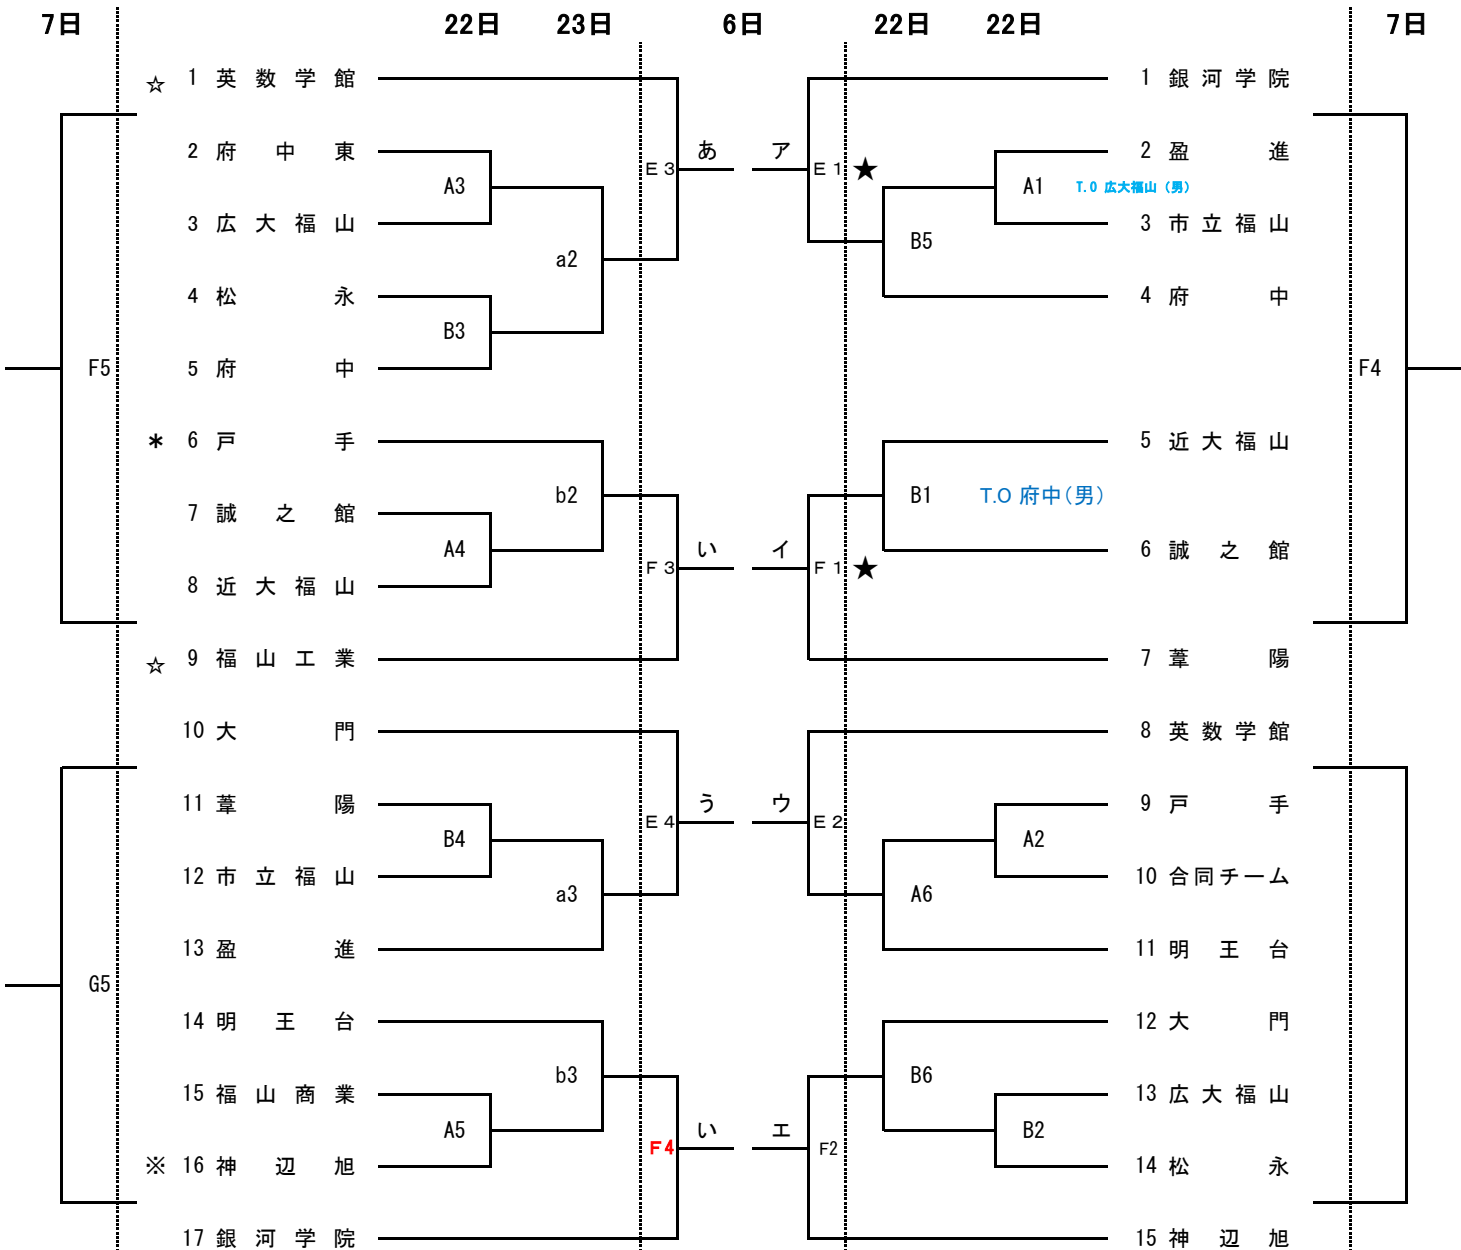 7日 22日 23日 6日 22日 22日 7日
☆ 1 英数学館 1 銀河学院
2 府中東 あ ア 2 盈進
E3 E1 ★
A3 A1 T.O 広大福山（男）
3 広大福山 3 市立福山
a2 B5
4 松永 4 府中
B3
F5 5 府中 F4
* 6 戸手 5 近大福山
b2 B1 T.O 府中（男）
7 誠之館
A4 い イ 6 誠之館
F3 F1 ★
8 近大福山
☆ 9 福山工業 7 葦陽
10 大門 8 英数学館
11 葦陽 う ウ 9 戸手
E4 E2
B4 A2
12 市立福山 10 合同チーム
a3 A6
13 盈進 11 明王台
G5
14 明王台 12 大門
b3 B6
15 福山商業 13 広大福山
A5 い エ B2
F4 F2
※ 16 神辺旭 14 松永
17 銀河学院 15 神辺旭